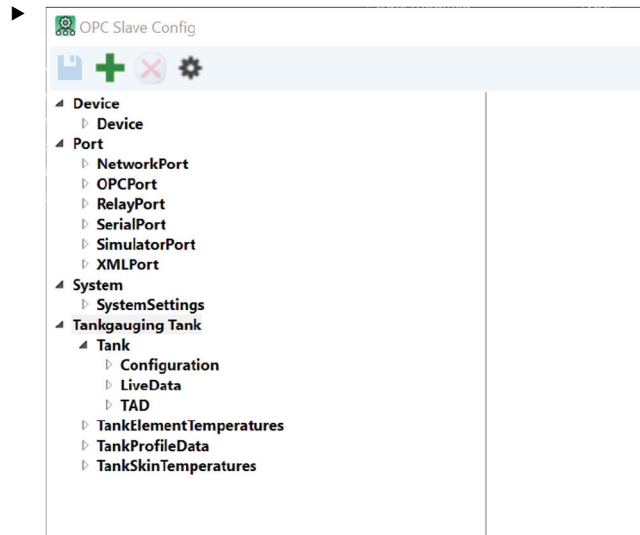 OPC Slave Config
Device
Device
Port
NetworkPort
OPCPort
RelayPort
SerialPort
SimulatorPort
XMLPort
System
SystemSettings
Tankgauging Tank
Tank
Configuration
LiveData
TAD
TankElementTemperatures
TankProfileData
TankSkinTemperatures